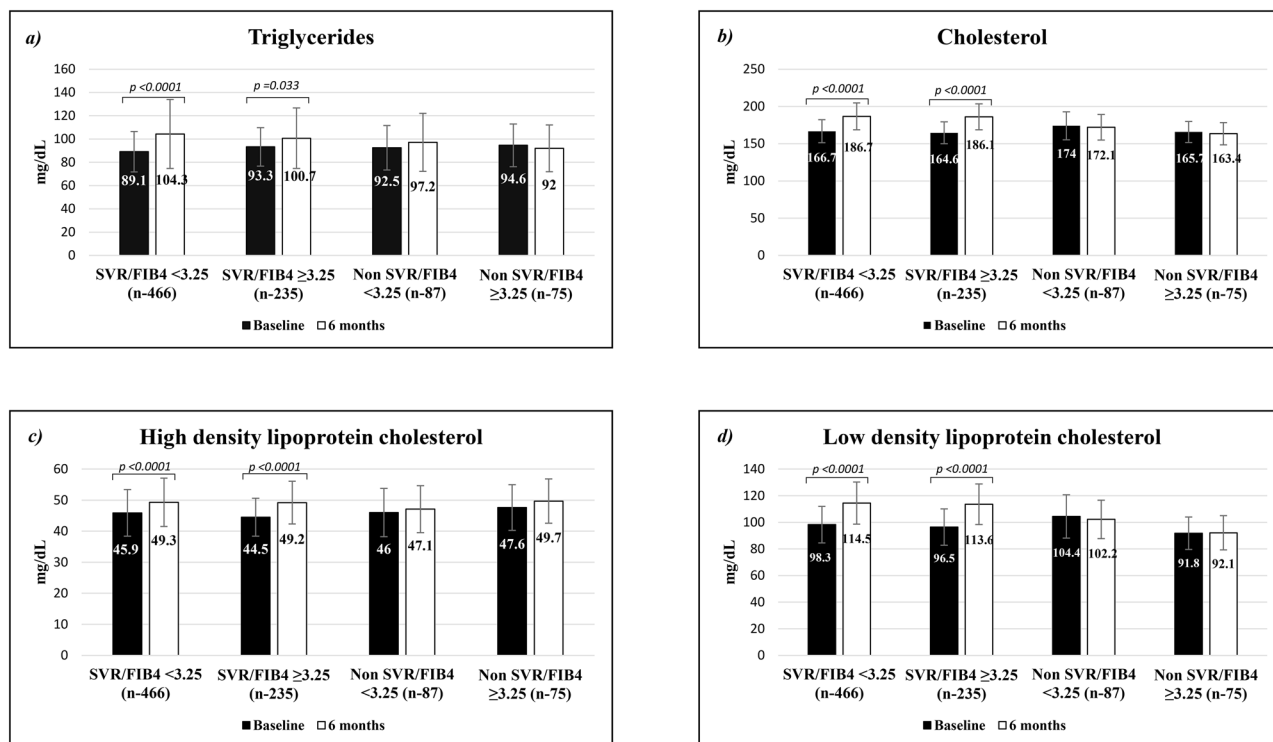 a)
Triglycerides
mg/dL
160
140
120
100
80
60
40
20
0
p <0.0001
p =0.033
89.1
104.3
93.3
100.7
92.5
97.2
94.6
92
SVR/FIB4 <3.25
(n-466)
SVR/FIB4 ≥3.25
(n-235)
Non SVR/FIB4
<3.25 (n-87)
Non SVR/FIB4
≥3.25 (n-75)
Baseline
6 months
b)
Cholesterol
mg/dL
250
200
150
100
50
0
p <0.0001
p <0.0001
166.7
186.7
164.6
186.1
174
172.1
165.7
163.4
SVR/FIB4 <3.25
(n-466)
SVR/FIB4 ≥3.25
(n-235)
Non SVR/FIB4
<3.25 (n-87)
Non SVR/FIB4
≥3.25 (n-75)
Baseline
6 months
c)
High density lipoprotein cholesterol
mg/dL
60
50
40
30
20
10
0
p <0.0001
p <0.0001
45.9
49.3
44.5
49.2
46
47.1
47.6
49.7
SVR/FIB4 <3.25
(n-466)
SVR/FIB4 ≥3.25
(n-235)
Non SVR/FIB4
<3.25 (n-87)
Non SVR/FIB4
≥3.25 (n-75)
Baseline
6 months
d)
Low density lipoprotein cholesterol
mg/dL
140
120
100
80
60
40
20
0
p <0.0001
p <0.0001
98.3
114.5
96.5
113.6
104.4
102.2
91.8
92.1
SVR/FIB4 <3.25
(n-466)
SVR/FIB4 ≥3.25
(n-235)
Non SVR/FIB4
<3.25 (n-87)
Non SVR/FIB4
≥3.25 (n-75)
Baseline
6 months